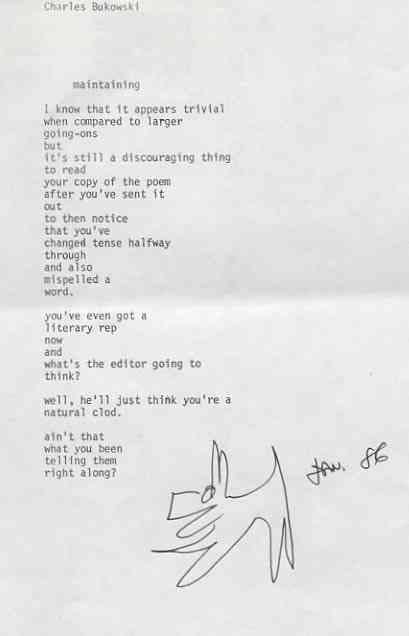 Charles Bukowski
maintaining
I know that it appears trivial
when compared to larger
going-ons
but
it's still a discouraging thing
to read
your copy of the poem
after you've sent it
out
to then notice
that you've
changed tense halfway
through
and also
mispelled a
word.
you've even got a
literary rep
now
and
what's the editor going to
think?
well, he'll just think you're a
natural clod.
ain't that
what you been
telling them
right along?
JAN. 86